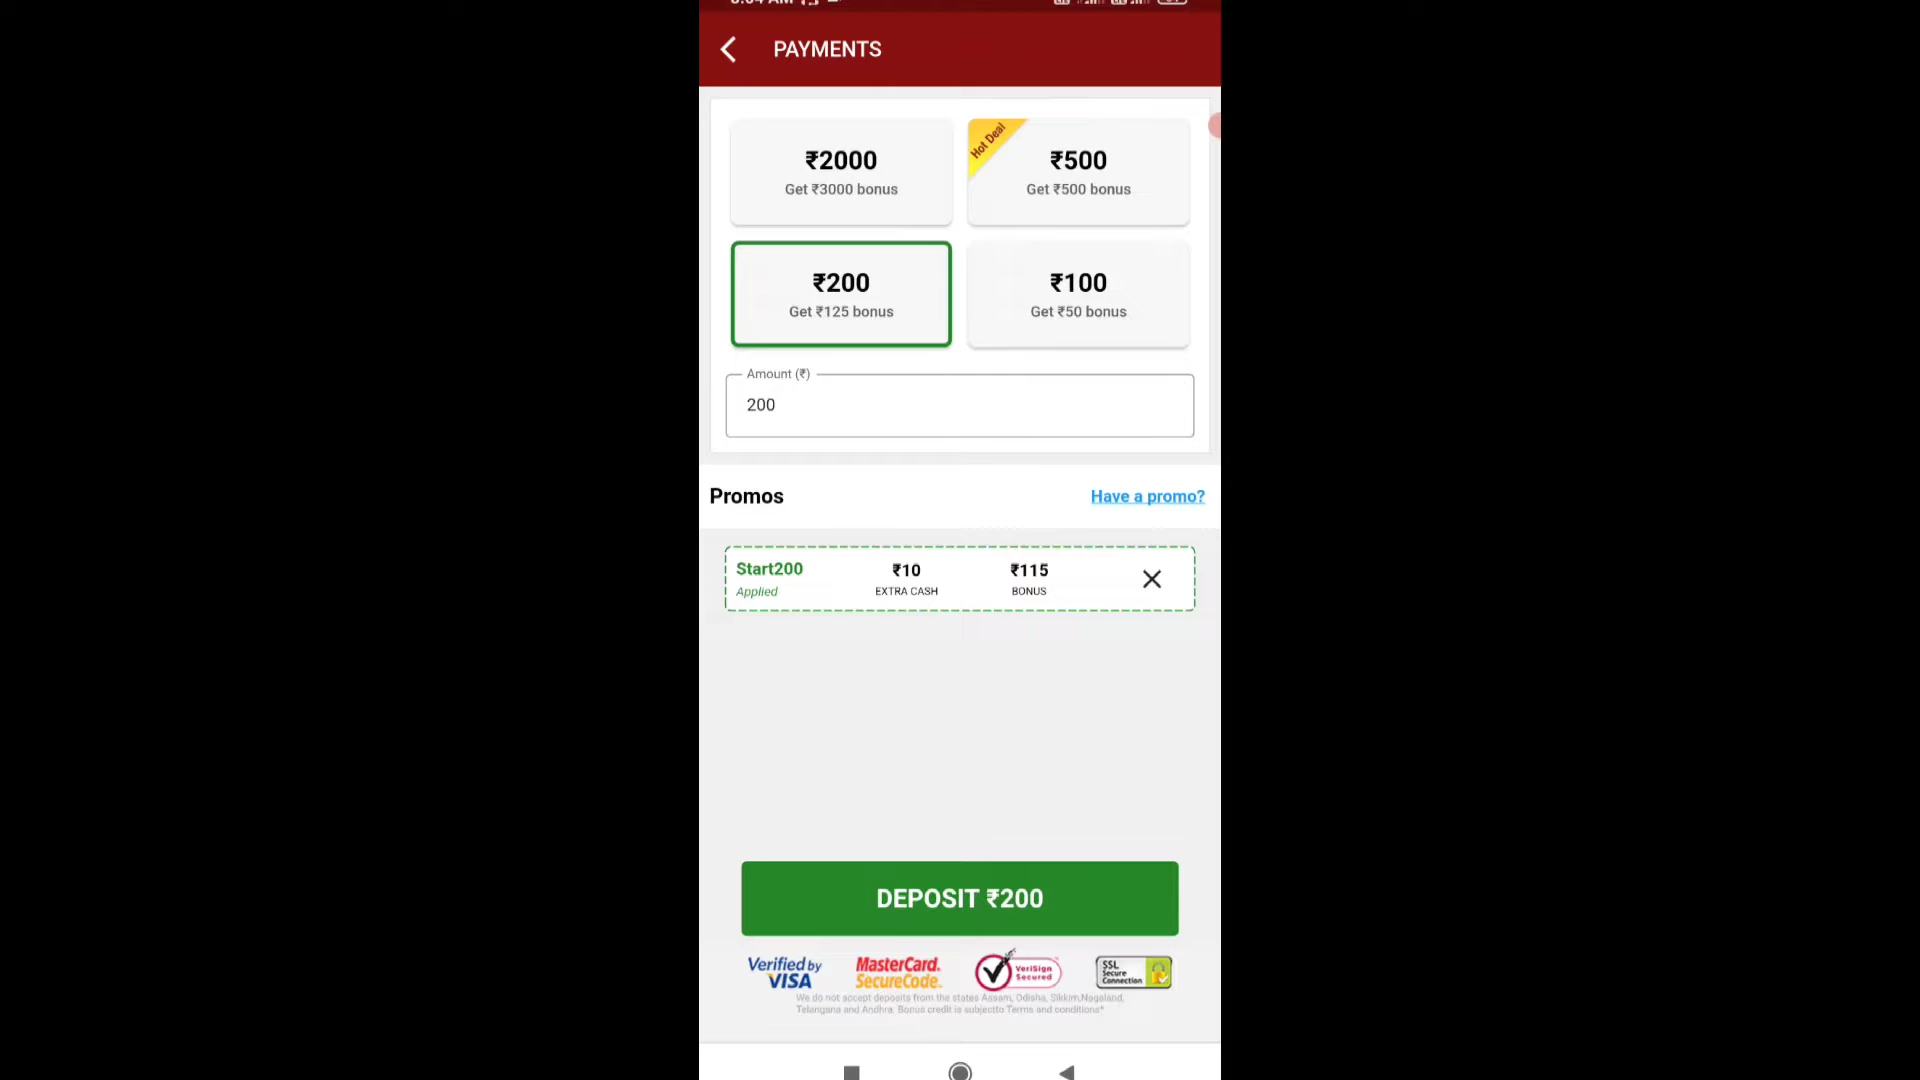 PAYMENTS
₹2000
Get ₹3000 bonus
Hot Deal
₹500
Get ₹500 bonus
₹200
Get ₹125 bonus
₹100
Get ₹50 bonus
Amount (₹)
200
Promos
Have a promo?
Start200
Applied
₹10
EXTRA CASH
₹115
BONUS
DEPOSIT ₹200
Verified by
VISA
MasterCard.
SecureCode.
VeriSign
Secured
SSL
Secure
Connection
We do not accept deposits from the states Assam, Odisha, Sikkim,Nagaland,
Telangana and Andhra. Bonus credit is subjectto Terms and conditions*